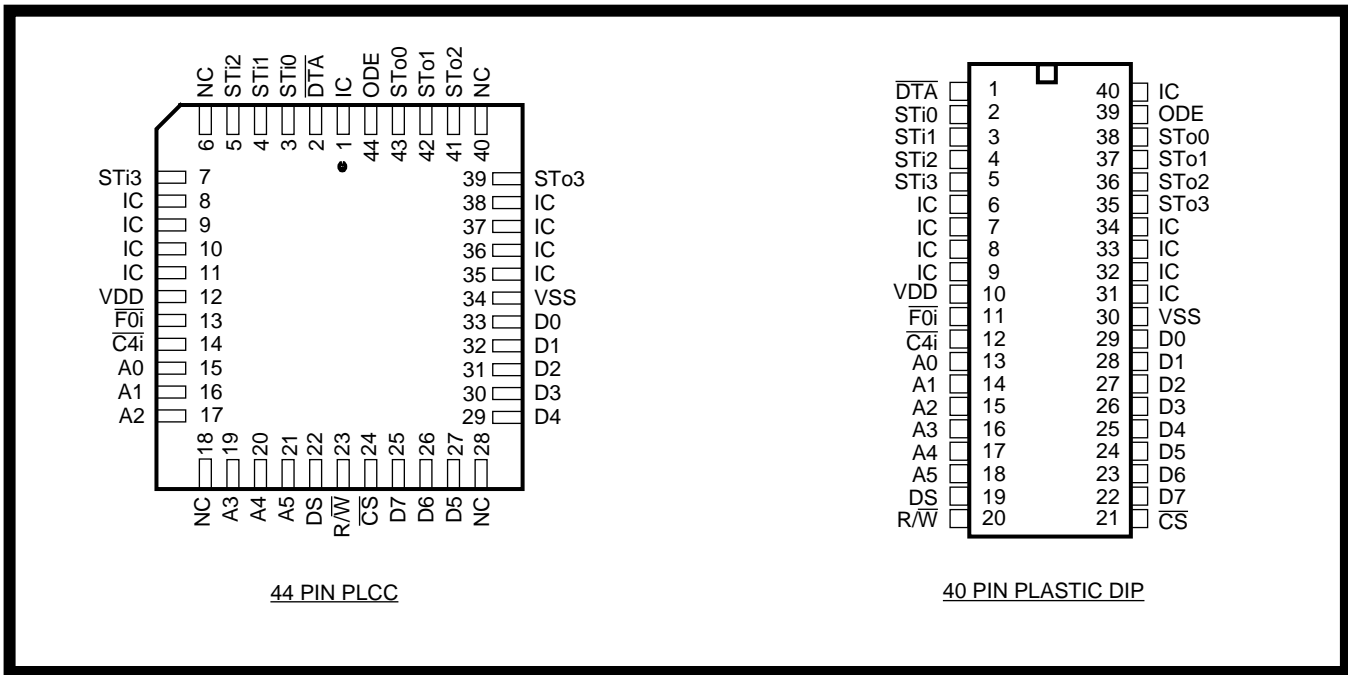 NC STi2 STi1 STi0 D̅T̅A̅ IC ODE STo0 STo1 STo2 NC
6 5 4 3 2 1 44 43 42 41 40
STi3 7
IC 8
IC 9
IC 10
IC 11
VDD 12
F̅0̅i̅ 13
C̅4̅i̅ 14
A0 15
A1 16
A2 17
39 STo3
38 IC
37 IC
36 IC
35 IC
34 VSS
33 D0
32 D1
31 D2
30 D3
29 D4
18 19 20 21 22 23 24 25 26 27 28
NC A3 A4 A5 DS R/W̅ C̅S̅ D7 D6 D5 NC
44 PIN PLCC
D̅T̅A̅ 1 40 IC
STi0 2 39 ODE
STi1 3 38 STo0
STi2 4 37 STo1
STi3 5 36 STo2
IC 6 35 STo3
IC 7 34 IC
IC 8 33 IC
IC 9 32 IC
VDD 10 31 IC
F̅0̅i̅ 11 30 VSS
C̅4̅i̅ 12 29 D0
A0 13 28 D1
A1 14 27 D2
A2 15 26 D3
A3 16 25 D4
A4 17 24 D5
A5 18 23 D6
DS 19 22 D7
R/W̅ 20 21 C̅S̅
40 PIN PLASTIC DIP